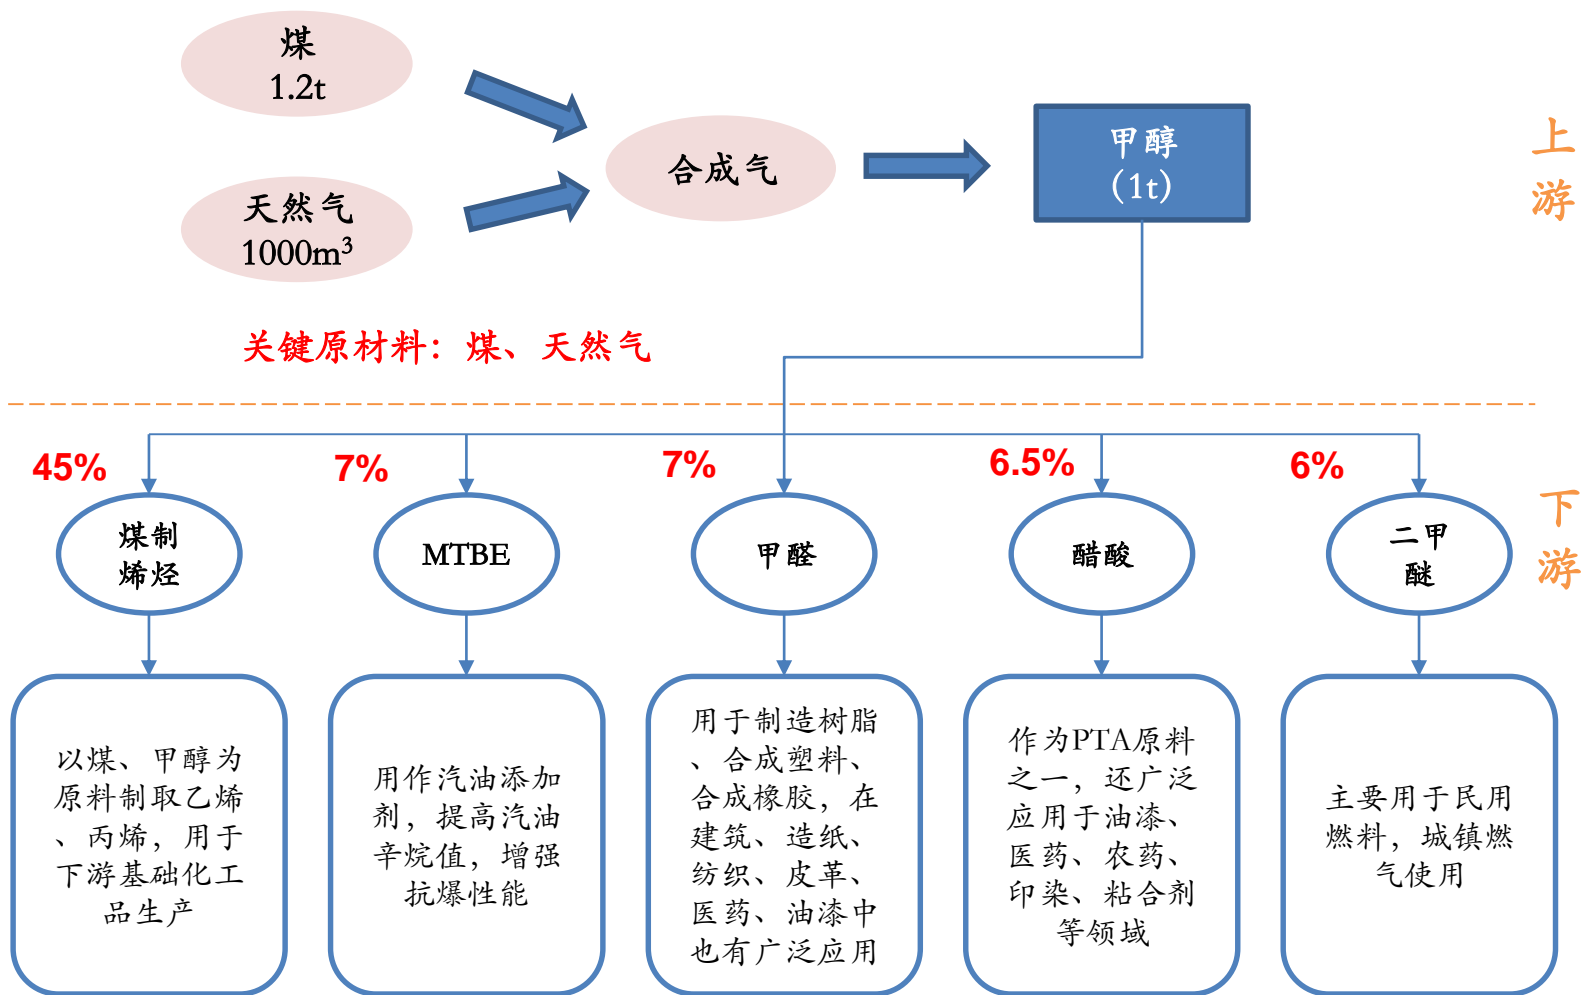 煤
1.2t
天然气
1000m³
合成气
甲醇
(1t)
上
游
关键原材料：煤、天然气
45%
7%
7%
6.5%
6%
煤制
烯烃
MTBE
甲醛
醋酸
二甲
醚
下
游
以煤、甲醇为
原料制取乙烯
、丙烯，用于
下游基础化工
品生产
用作汽油添加
剂，提高汽油
辛烷值，增强
抗爆性能
用于制造树脂
、合成塑料、
合成橡胶，在
建筑、造纸、
纺织、皮革、
医药、油漆中
也有广泛应用
作为PTA原料
之一，还广泛
应用于油漆、
医药、农药、
印染、粘合剂
等领域
主要用于民用
燃料，城镇燃
气使用